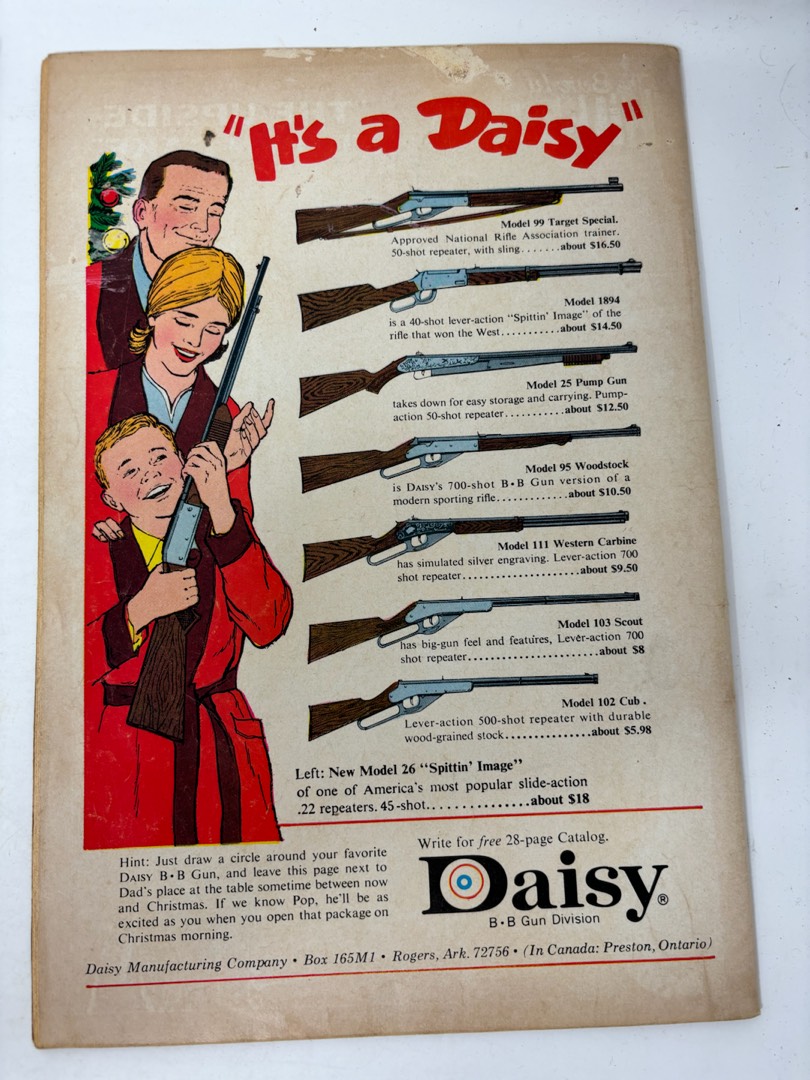 "It's a Daisy"
Model 99 Target Special.
Approved National Rifle Association trainer.
50-shot repeater, with sling.......about $16.50
Model 1894
is a 40-shot lever-action "Spittin' Image" of the
rifle that won the West..........about $14.50
Model 25 Pump Gun
takes down for easy storage and carrying. Pump-
action 50-shot repeater...........about $12.50
Model 95 Woodstock
is DAISY'S 700-shot B•B Gun version of a
modern sporting rifle............about $10.50
Model 111 Western Carbine
has simulated silver engraving. Lever-action 700
shot repeater....................about $9.50
Model 103 Scout
has big-gun feel and features, Lever-action 700
shot repeater......................about $8
Model 102 Cub.
Lever-action 500-shot repeater with durable
wood-grained stock..............about $5.98
Left: New Model 26 "Spittin' Image"
of one of America's most popular slide-action
.22 repeaters. 45-shot...............about $18
Hint: Just draw a circle around your favorite
DAISY B•B Gun, and leave this page next to
Dad's place at the table sometime between now
and Christmas. If we know Pop, he'll be as
excited as you when you open that package on
Christmas morning.
Write for free 28-page Catalog.
Daisy®
B•B Gun Division
Daisy Manufacturing Company • Box 165M1 • Rogers, Ark. 72756 • (In Canada: Preston, Ontario)